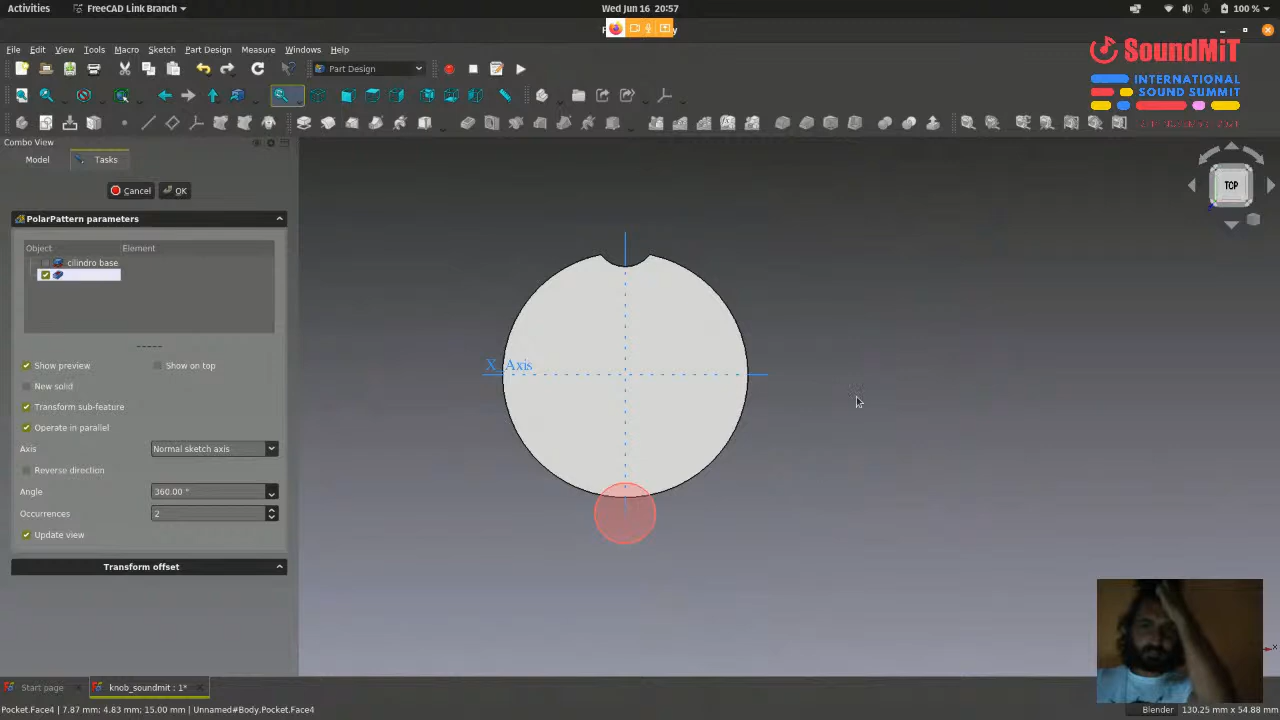 Activities
FreeCAD Link Branch
Wed Jun 16 20:57
100 %
File Edit View Tools Macro Sketch Part Design Measure Windows Help
Part Design
SoundMiT
INTERNATIONAL
SOUND SUMMIT
Combo View
Model
Tasks
Cancel
OK
PolarPattern parameters
Object
Element
cilindro base
Show preview
Show on top
New solid
Transform sub-feature
Operate in parallel
Axis
Normal sketch axis
Reverse direction
Angle
360.00 °
Occurrences
2
Update view
Transform offset
X_Axis
TOP
Start page
knob_soundmit : 1*
Pocket.Face4 | 7.87 mm; 4.83 mm; 15.00 mm | Unnamed#Body.Pocket.Face4
Blender
130.25 mm x 54.88 mm